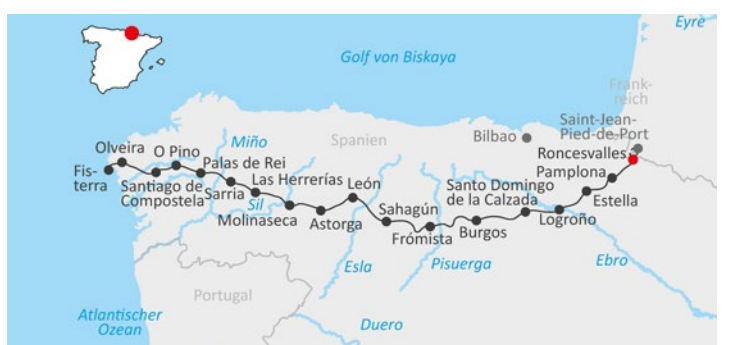 Eyrè
Golf von Biskaya
Frank-
reich
Saint-Jean-
Pied-de-Port
Bilbao
Spanien
Miño
Roncesvalles
Pamplona
Estella
Olveira
O Pino
Palas de Rei
Fis-
terra
Santiago de
Compostela
Sarria
Las Herrerías
Sil
Molinaseca
León
Astorga
Sahagún
Frómista
Santo Domingo
de la Calzada
Burgos
Logroño
Esla
Pisuerga
Ebro
Portugal
Atlantischer
Ozean
Duero